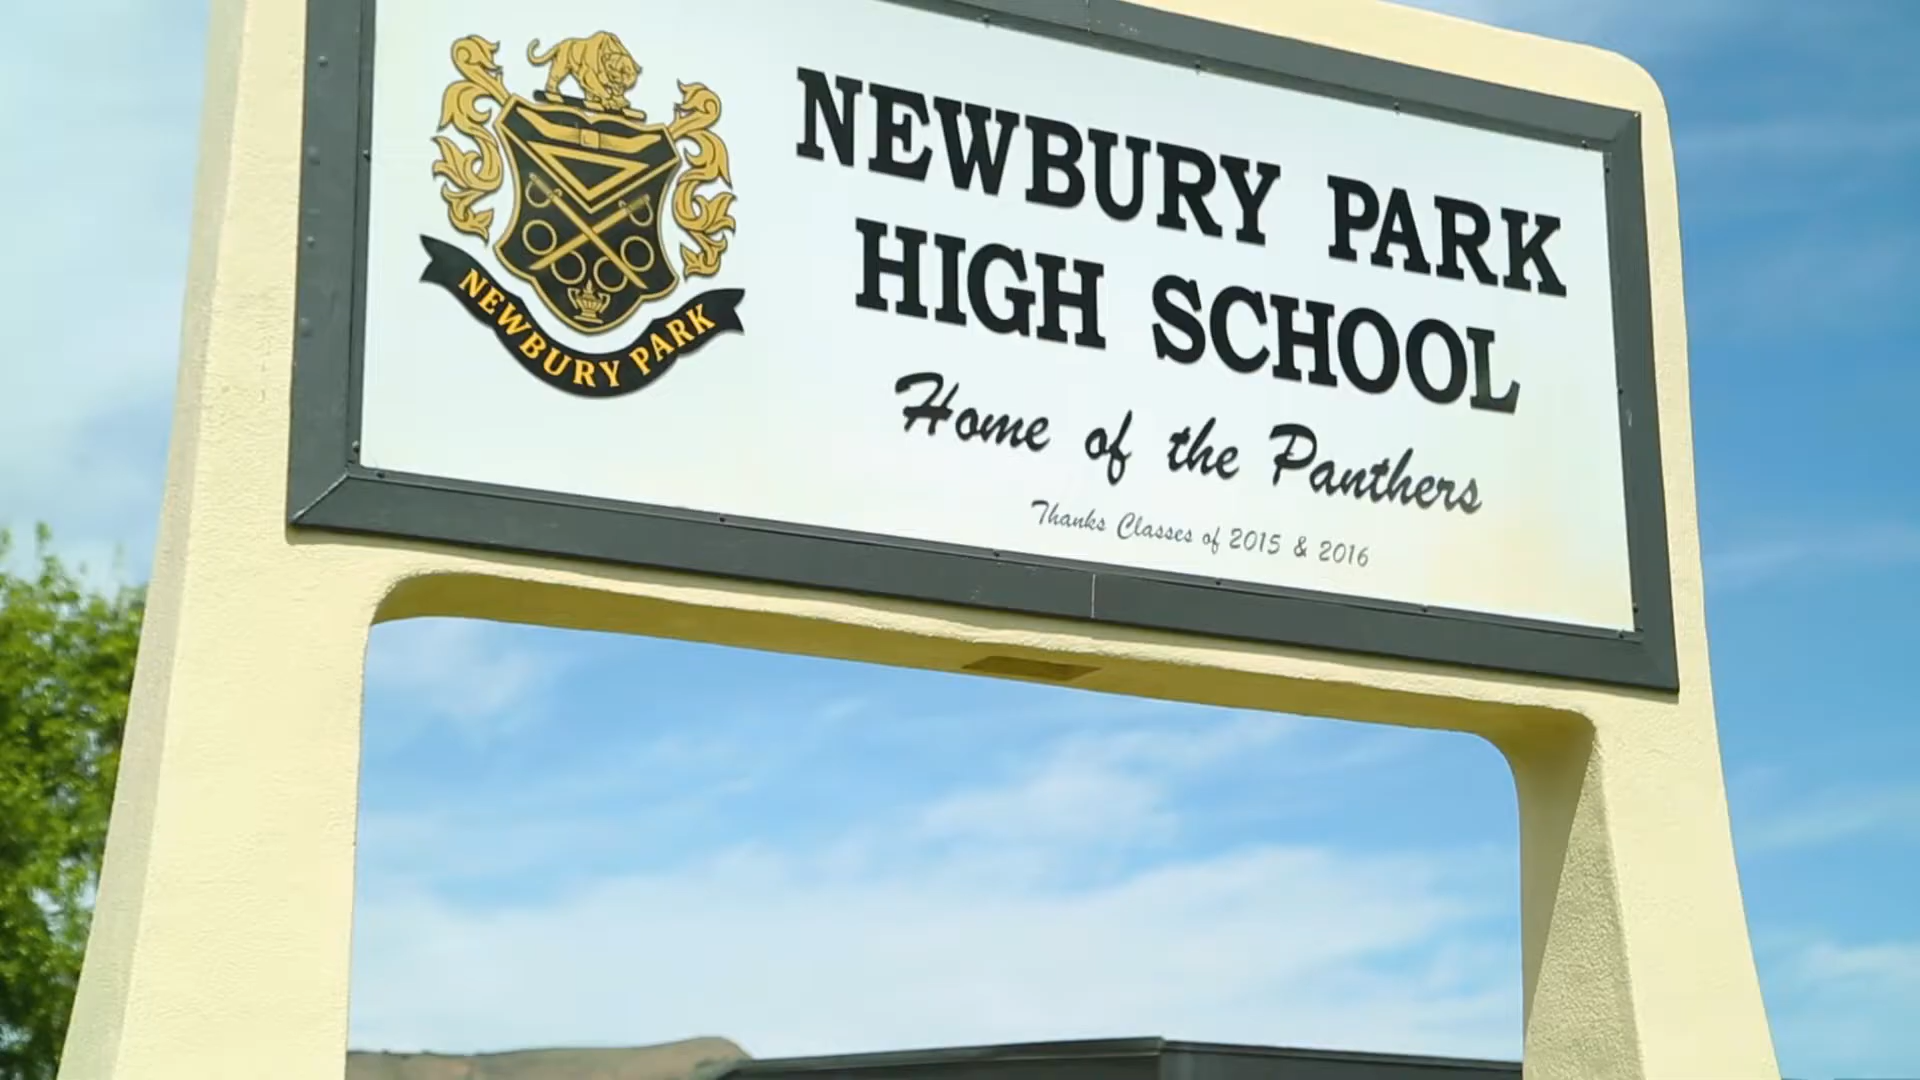 NEWBURY PARK
NEWBURY PARK
HIGH SCHOOL
Home of the Panthers
Thanks Classes of 2015 & 2016